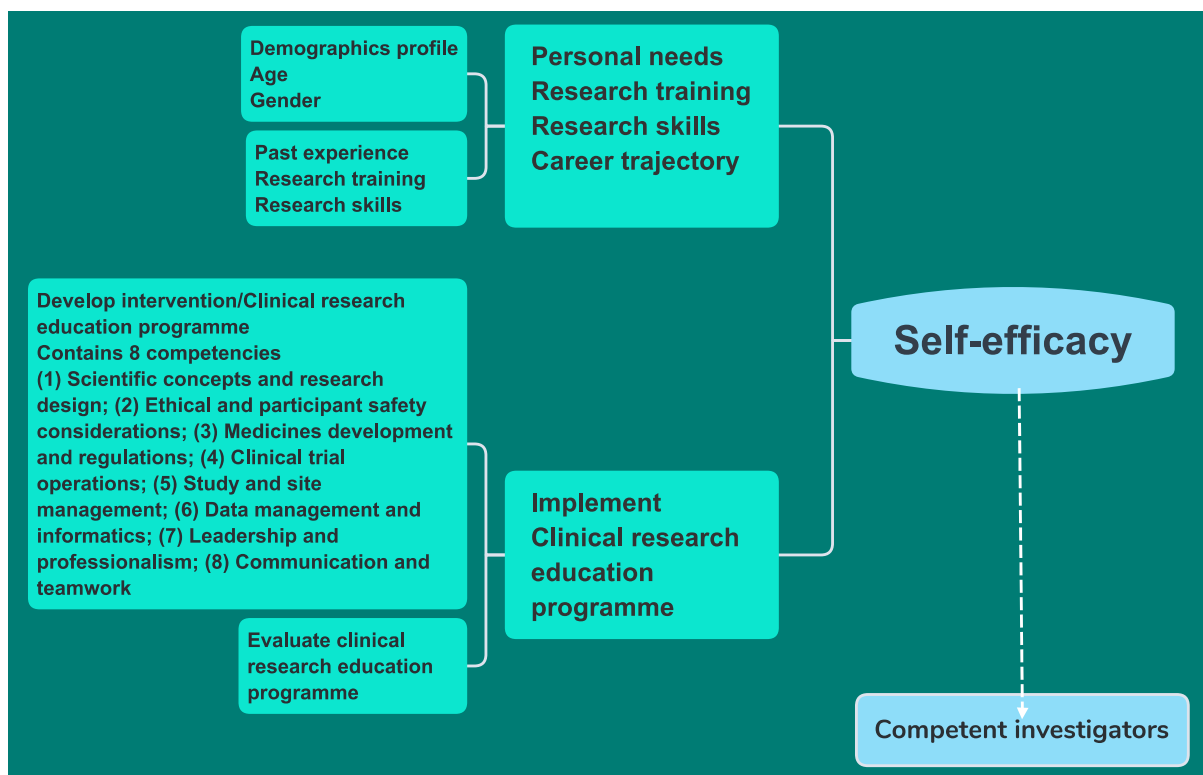 Demographics profile
Age
Gender
Past experience
Research training
Research skills
Personal needs
Research training
Research skills
Career trajectory
Develop intervention/Clinical research
education programme
Contains 8 competencies
(1) Scientific concepts and research
design; (2) Ethical and participant safety
considerations; (3) Medicines development
and regulations; (4) Clinical trial
operations; (5) Study and site
management; (6) Data management and
informatics; (7) Leadership and
professionalism; (8) Communication and
teamwork
Evaluate clinical
research education
programme
Implement
Clinical research
education
programme
Self-efficacy
Competent investigators